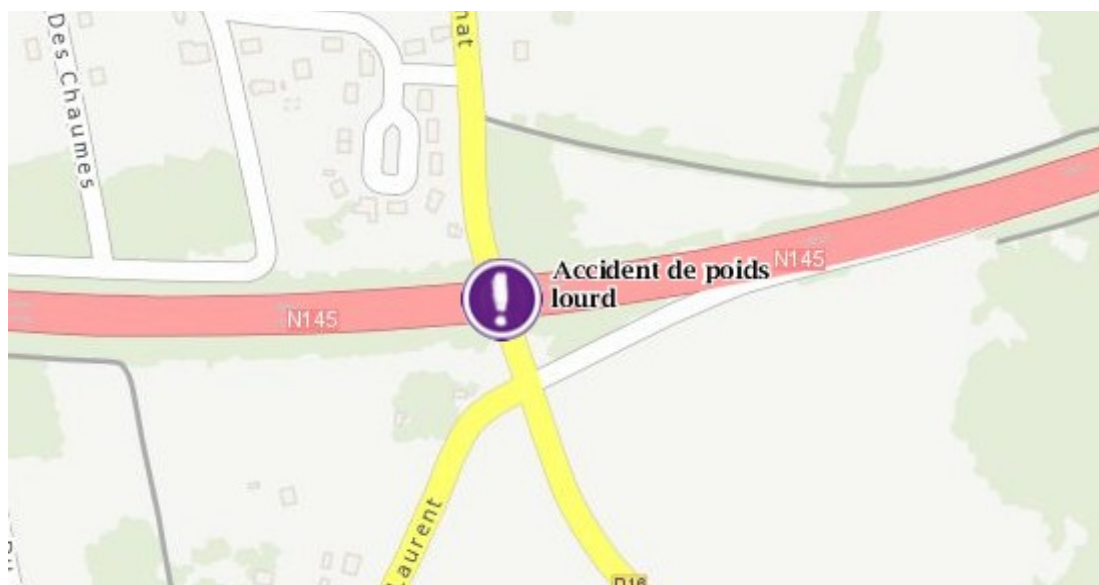 Des Chaumes
nat
Accident de poids
lourd
N145
N145
Laurent
D16